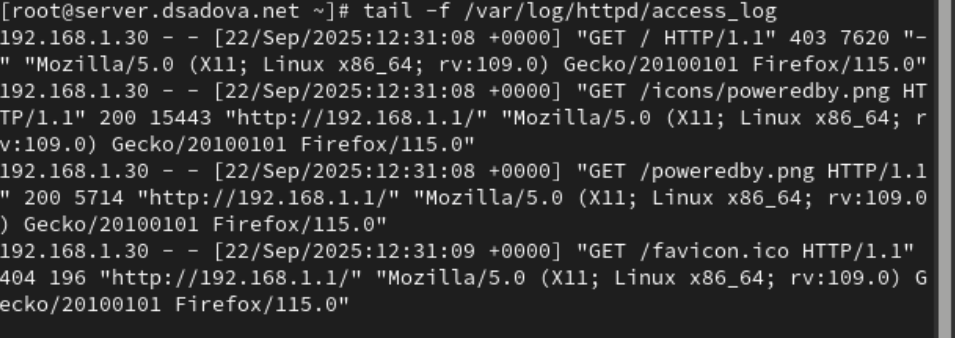 [root@server.dsadova.net ~]# tail -f /var/log/httpd/access_log
192.168.1.30 - - [22/Sep/2025:12:31:08 +0000] "GET / HTTP/1.1" 403 7620 "-
" "Mozilla/5.0 (X11; Linux x86_64; rv:109.0) Gecko/20100101 Firefox/115.0"
192.168.1.30 - - [22/Sep/2025:12:31:08 +0000] "GET /icons/poweredby.png HT
TP/1.1" 200 15443 "http://192.168.1.1/" "Mozilla/5.0 (X11; Linux x86_64; r
v:109.0) Gecko/20100101 Firefox/115.0"
192.168.1.30 - - [22/Sep/2025:12:31:08 +0000] "GET /poweredby.png HTTP/1.1
" 200 5714 "http://192.168.1.1/" "Mozilla/5.0 (X11; Linux x86_64; rv:109.0
) Gecko/20100101 Firefox/115.0"
192.168.1.30 - - [22/Sep/2025:12:31:09 +0000] "GET /favicon.ico HTTP/1.1"
404 196 "http://192.168.1.1/" "Mozilla/5.0 (X11; Linux x86_64; rv:109.0) G
ecko/20100101 Firefox/115.0"